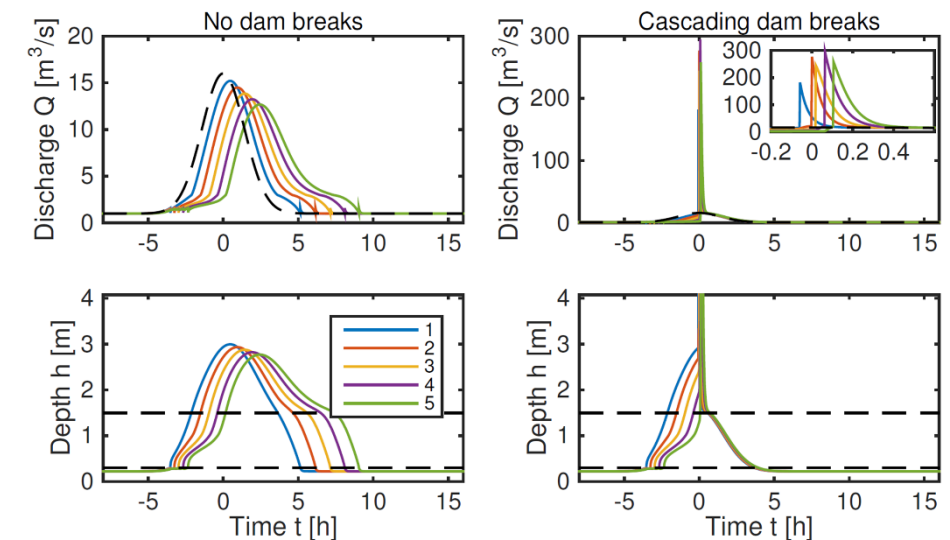 No dam breaks
Cascading dam breaks
Discharge Q [m³/s]
20
15
10
5
0
-5 0 5 10 15
Discharge Q [m³/s]
300
200
100
0
-5 0 5 10 15
300
200
100
0
-0.2 0 0.2 0.4
Depth h [m]
4
3
2
1
0
-5 0 5 10 15
Time t [h]
1
2
3
4
5
Depth h [m]
4
3
2
1
0
-5 0 5 10 15
Time t [h]